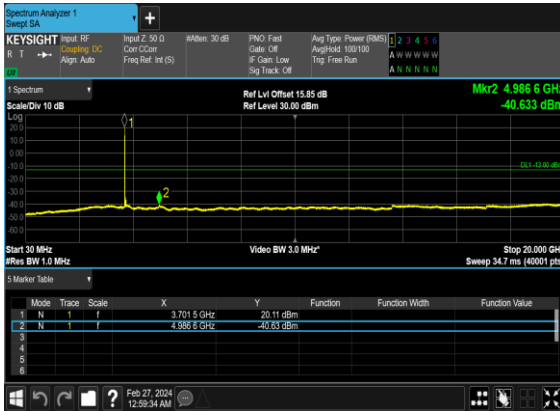 Spectrum Analyzer 1
Swept SA
+
KEYSIGHT Input: RF Input Z: 50 Ω #Atten: 30 dB PNO: Fast Avg Type: Power (RMS) 1 2 3 4 5 6
R T Coupling: DC Corr CCorr Gate: Off Avg|Hold: 100/100 A W W W W W
Align: Auto Freq Ref: Int (S) IF Gain: Low Trig: Free Run
Sig Track: Off A N N N N N
1 Spectrum Ref Lvl Offset 15.85 dB Mkr2 4.986 6 GHz
Scale/Div 10 dB Ref Level 30.00 dBm -40.633 dBm
Log
20.0
10.0
0.00
-10.0
-20.0
-30.0
-40.0
-50.0
-60.0
1
2
DL1 -13.00 dBm
Start 30 MHz Video BW 3.0 MHz* Stop 20.000 GHz
#Res BW 1.0 MHz Sweep 34.7 ms (40001 pts)
5 Marker Table
Mode Trace Scale X Y Function Function Width Function Value
1 N 1 f 3.701 5 GHz 20.11 dBm
2 N 1 f 4.986 6 GHz -40.63 dBm
3
4
5
6
? Feb 27, 2024
12:59:34 AM